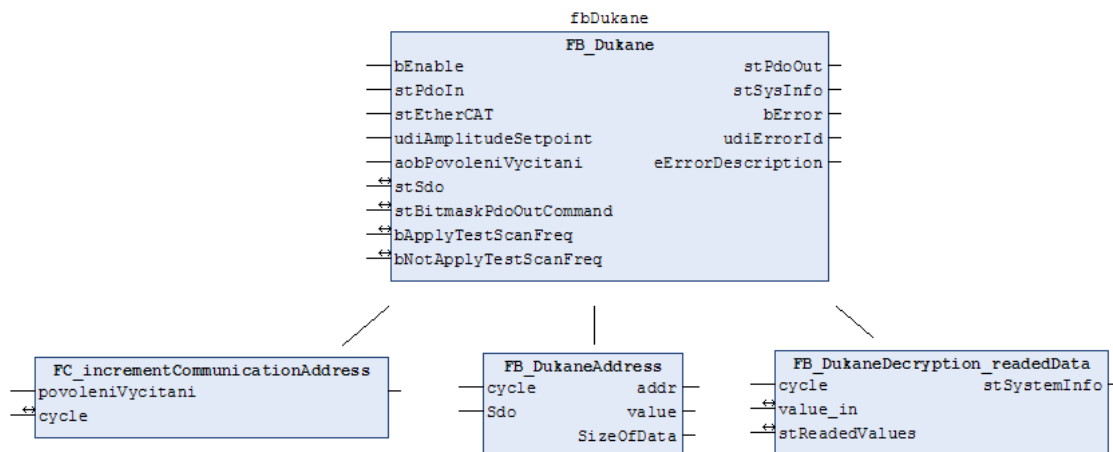 fbDukane
FB_Dukane
bEnable stPdoOut
stPdoIn stSysInfo
stEtherCAT bError
udiAmplitudeSetpoint udiErrorId
aobPovoleniVycitani eErrorDescription
stSdo
stBitmaskPdoOutCommand
bApplyTestScanFreq
bNotApplyTestScanFreq
FC_incrementCommunicationAddress
povoleniVycitani
cycle
FB_DukaneAddress
cycle addr
Sdo value
SizeOfData
FB_DukaneDecryption_readedData
cycle stSystemInfo
value_in
stReadedValues